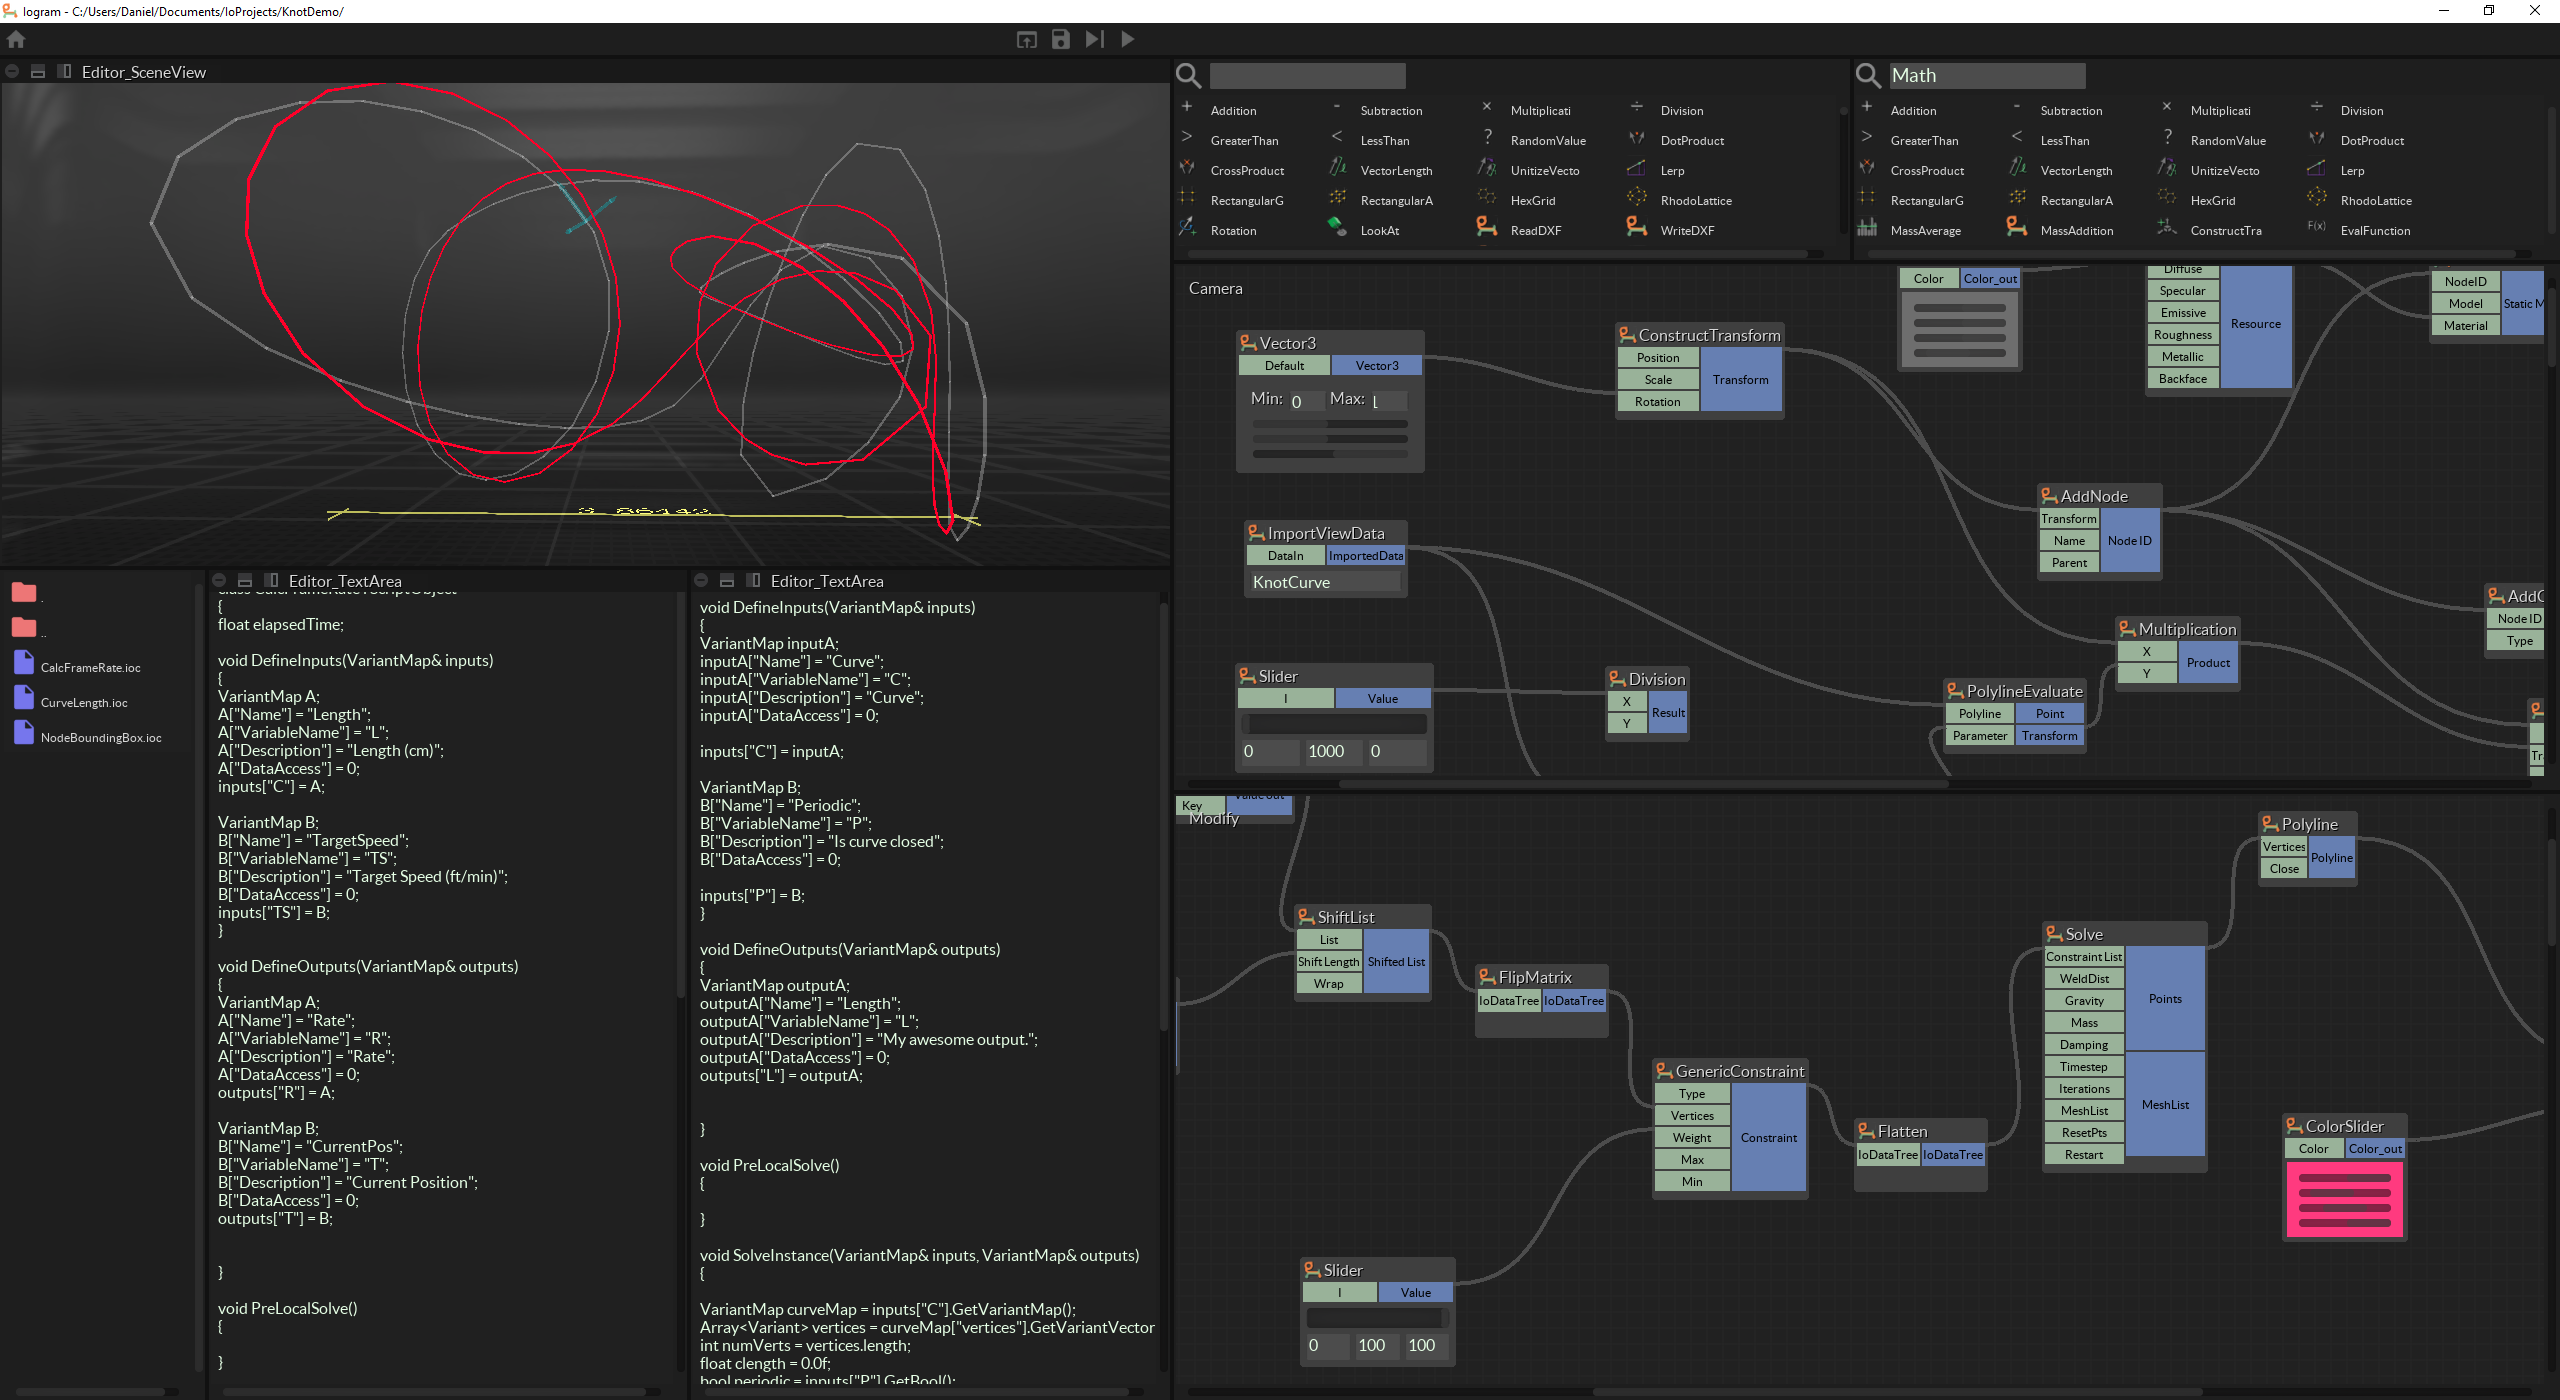 Iogram - C:/Users/Daniel/Documents/IoProjects/KnotDemo/
Editor_SceneView
Addition
Subtraction
Multiplicati
Division
GreaterThan
LessThan
RandomValue
DotProduct
CrossProduct
VectorLength
UnitizeVecto
Lerp
RectangularG
RectangularA
HexGrid
RhodoLattice
Rotation
LookAt
ReadDXF
WriteDXF
Math
Addition
Subtraction
Multiplicati
Division
GreaterThan
LessThan
RandomValue
DotProduct
CrossProduct
VectorLength
UnitizeVecto
Lerp
RectangularG
RectangularA
HexGrid
RhodoLattice
MassAverage
MassAddition
ConstructTra
F(x) EvalFunction
Camera
Vector3
Default Vector3
Min: 0 Max:
ConstructTransform
Position
Scale
Rotation
Transform
Color Color_out
Diffuse
Specular
Emissive
Roughness
Metallic
Backface
Resource
NodeID
Model
Material
Static M
AddNode
Transform
Name
Parent
Node ID
ImportViewData
DataIn ImportedData
KnotCurve
Slider
I Value
0 1000 0
Division
X
Y
Result
PolylineEvaluate
Polyline Point
Parameter Transform
Multiplication
X
Y
Product
AddC
Node ID
Type
Tr
.
..
CalcFrameRate.ioc
CurveLength.ioc
NodeBoundingBox.ioc
Editor_TextArea
class CalcFrameRate : ScriptObject
{
float elapsedTime;
void DefineInputs(VariantMap& inputs)
{
VariantMap A;
A["Name"] = "Length";
A["VariableName"] = "L";
A["Description"] = "Length (cm)";
A["DataAccess"] = 0;
inputs["C"] = A;
VariantMap B;
B["Name"] = "TargetSpeed";
B["VariableName"] = "TS";
B["Description"] = "Target Speed (ft/min)";
B["DataAccess"] = 0;
inputs["TS"] = B;
}
void DefineOutputs(VariantMap& outputs)
{
VariantMap A;
A["Name"] = "Rate";
A["VariableName"] = "R";
A["Description"] = "Rate";
A["DataAccess"] = 0;
outputs["R"] = A;
VariantMap B;
B["Name"] = "CurrentPos";
B["VariableName"] = "T";
B["Description"] = "Current Position";
B["DataAccess"] = 0;
outputs["T"] = B;
}
void PreLocalSolve()
{
}
Editor_TextArea
void DefineInputs(VariantMap& inputs)
{
VariantMap inputA;
inputA["Name"] = "Curve";
inputA["VariableName"] = "C";
inputA["Description"] = "Curve";
inputA["DataAccess"] = 0;
inputs["C"] = inputA;
VariantMap B;
B["Name"] = "Periodic";
B["VariableName"] = "P";
B["Description"] = "Is curve closed";
B["DataAccess"] = 0;
inputs["P"] = B;
}
void DefineOutputs(VariantMap& outputs)
{
VariantMap outputA;
outputA["Name"] = "Length";
outputA["VariableName"] = "L";
outputA["Description"] = "My awesome output.";
outputA["DataAccess"] = 0;
outputs["L"] = outputA;
}
void PreLocalSolve()
{
}
void SolveInstance(VariantMap& inputs, VariantMap& outputs)
{
VariantMap curveMap = inputs["C"].GetVariantMap();
Array<Variant> vertices = curveMap["vertices"].GetVariantVector
int numVerts = vertices.length;
float clength = 0.0f;
bool periodic = inputs["P"].GetBool();
Key Value out
Modify
ShiftList
List
Shift Length
Wrap
Shifted List
FlipMatrix
IoDataTree IoDataTree
GenericConstraint
Type
Vertices
Weight
Max
Min
Constraint
Flatten
IoDataTree IoDataTree
Solve
Constraint List
WeldDist
Gravity
Mass
Damping
Timestep
Iterations
MeshList
ResetPts
Restart
Points
MeshList
Polyline
Vertices
Close
Polyline
ColorSlider
Color Color_out
Slider
I Value
0 100 100